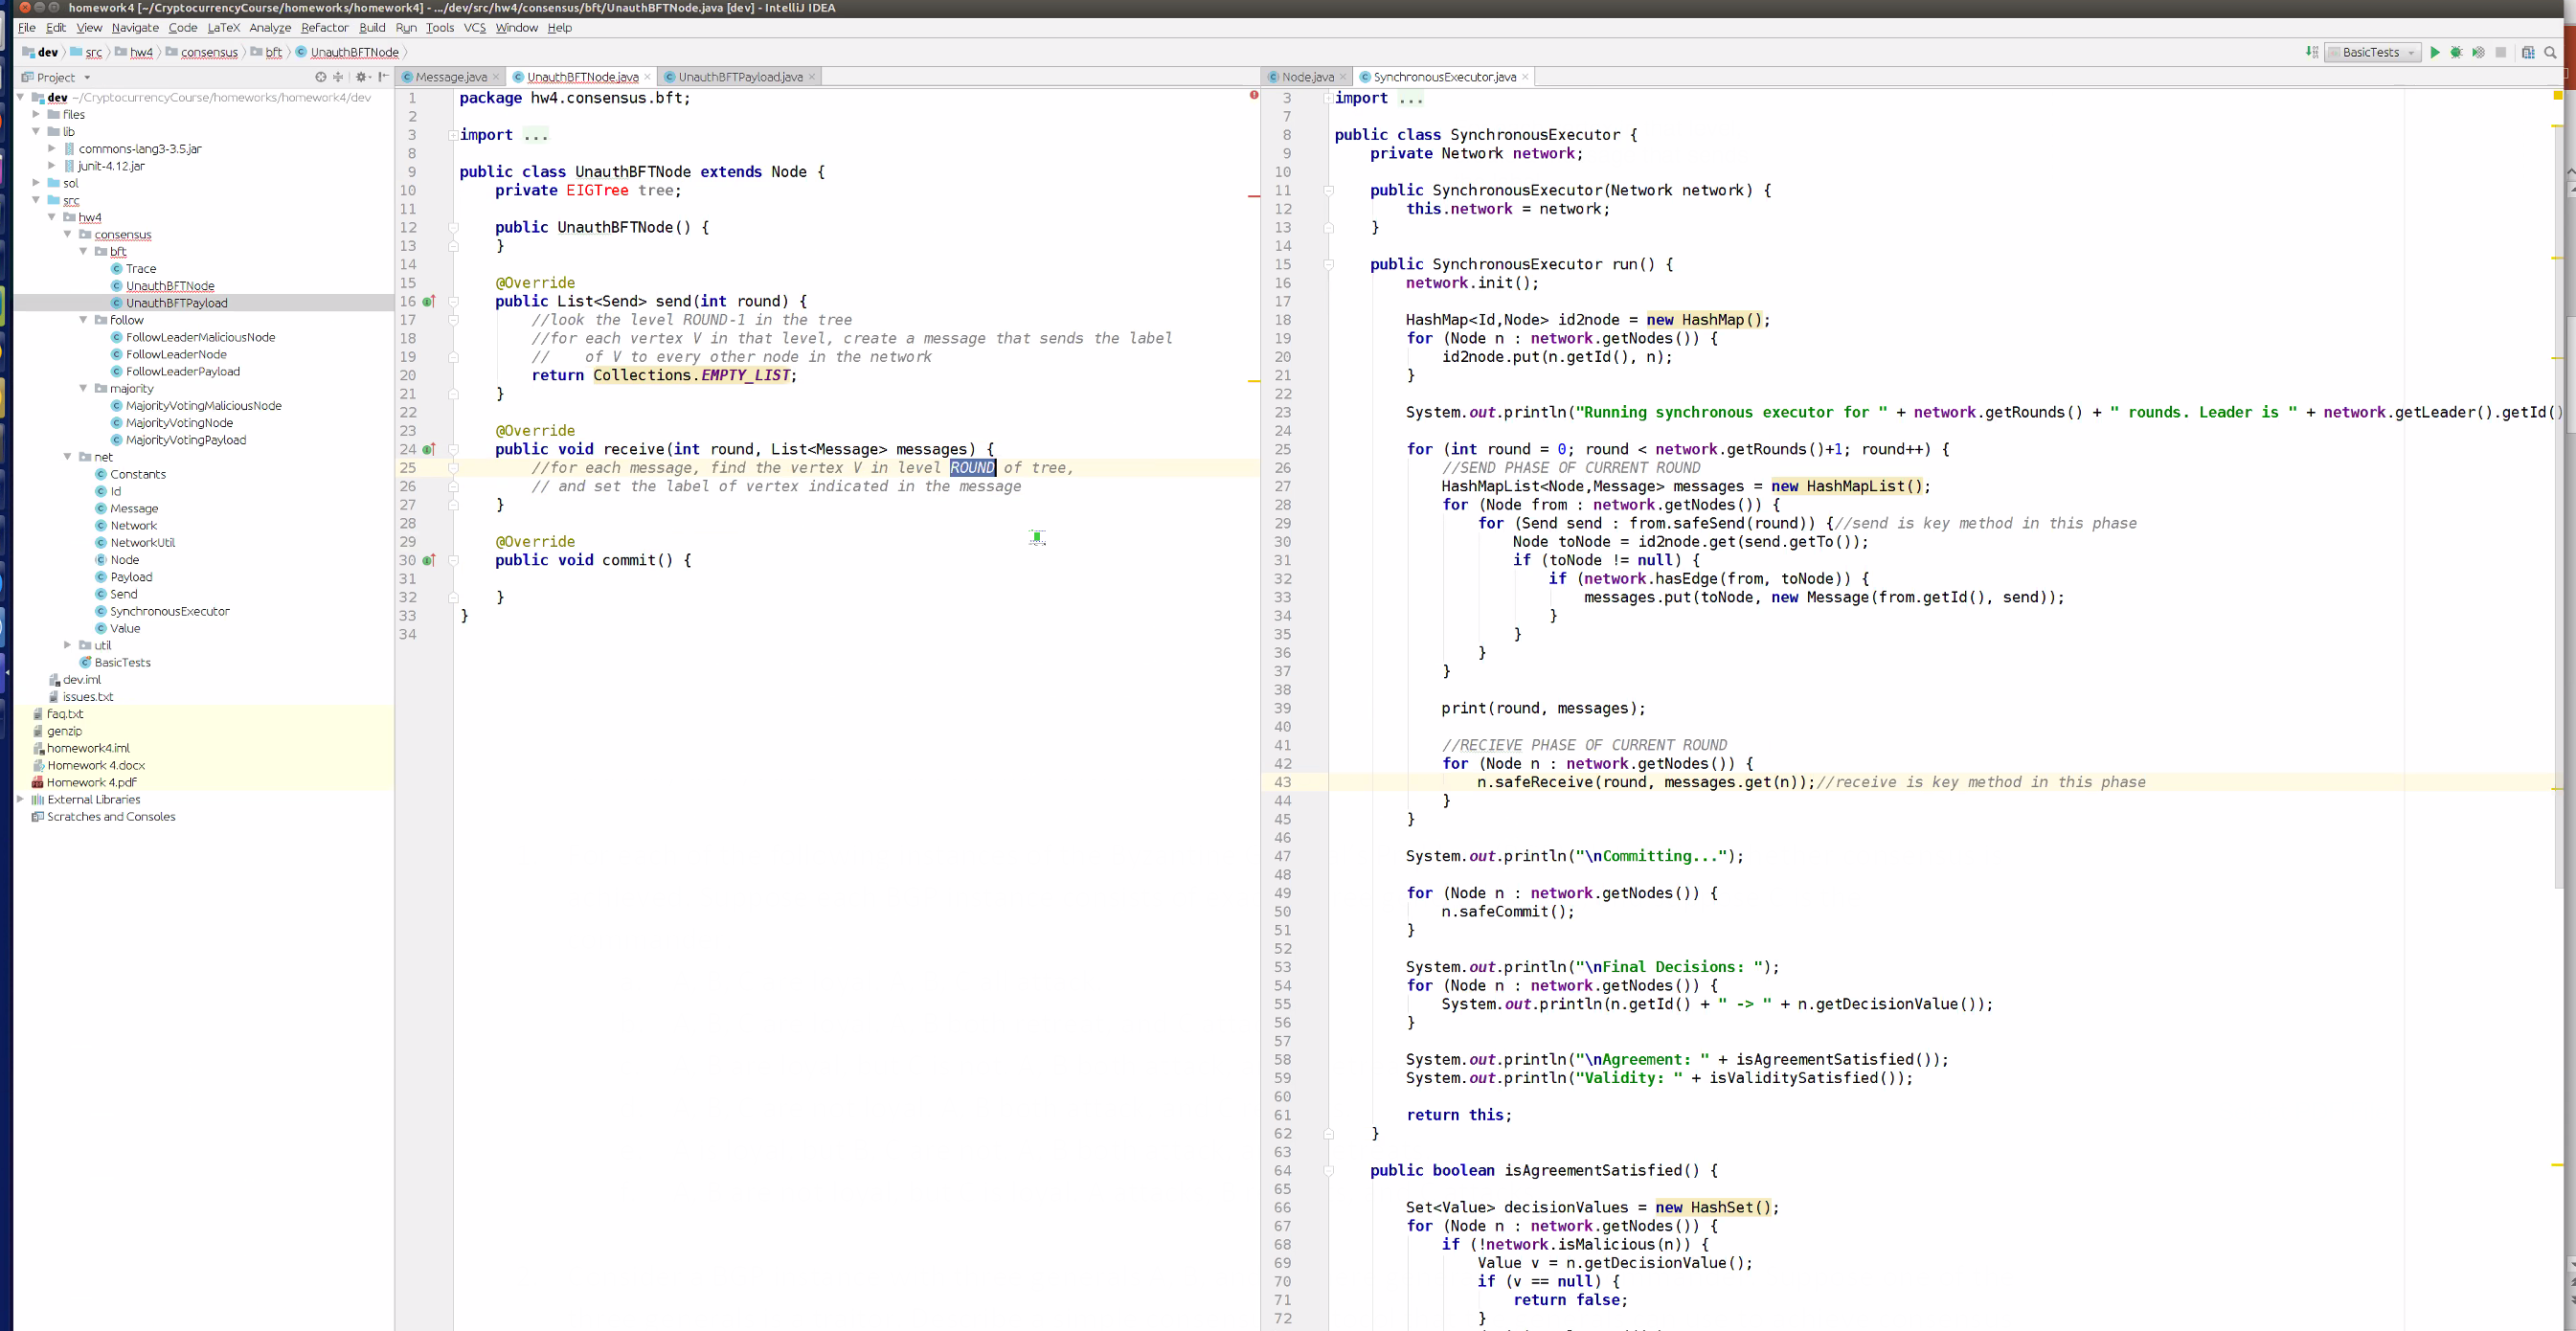 homework4 [~/CryptocurrencyCourse/homeworks/homework4] - .../dev/src/hw4/consensus/bft/UnauthBFTNode.java [dev] - IntelliJ IDEA
File Edit View Navigate Code LaTeX Analyze Refactor Build Run Tools VCS Window Help
dev src hw4 consensus bft UnauthBFTNode
BasicTests
Project
dev ~/CryptocurrencyCourse/homeworks/homework4/dev
files
lib
commons-lang3-3.5.jar
junit-4.12.jar
sol
src
hw4
consensus
bft
Trace
UnauthBFTNode
UnauthBFTPayload
follow
FollowLeaderMaliciousNode
FollowLeaderNode
FollowLeaderPayload
majority
MajorityVotingMaliciousNode
MajorityVotingNode
MajorityVotingPayload
net
Constants
Id
Message
Network
NetworkUtil
Node
Payload
Send
SynchronousExecutor
Value
util
BasicTests
dev.iml
issues.txt
faq.txt
genzip
homework4.iml
Homework 4.docx
Homework 4.pdf
External Libraries
Scratches and Consoles
Message.java UnauthBFTNode.java UnauthBFTPayload.java
1 package hw4.consensus.bft;
2
3 import ...
8
9 public class UnauthBFTNode extends Node {
10 private EIGTree tree;
11
12 public UnauthBFTNode() {
13 }
14
15 @Override
16 public List<Send> send(int round) {
17 //look the level ROUND-1 in the tree
18 //for each vertex V in that level, create a message that sends the label
19 // of V to every other node in the network
20 return Collections.EMPTY_LIST;
21 }
22
23 @Override
24 public void receive(int round, List<Message> messages) {
25 //for each message, find the vertex V in level ROUND of tree,
26 // and set the label of vertex indicated in the message
27 }
28
29 @Override
30 public void commit() {
31
32 }
33 }
34
Node.java SynchronousExecutor.java
3 import ...
7
8 public class SynchronousExecutor {
9 private Network network;
10
11 public SynchronousExecutor(Network network) {
12 this.network = network;
13 }
14
15 public SynchronousExecutor run() {
16 network.init();
17
18 HashMap<Id,Node> id2node = new HashMap();
19 for (Node n : network.getNodes()) {
20 id2node.put(n.getId(), n);
21 }
22
23 System.out.println("Running synchronous executor for " + network.getRounds() + " rounds. Leader is " + network.getLeader().getId()
24
25 for (int round = 0; round < network.getRounds()+1; round++) {
26 //SEND PHASE OF CURRENT ROUND
27 HashMapList<Node,Message> messages = new HashMapList();
28 for (Node from : network.getNodes()) {
29 for (Send send : from.safeSend(round)) {//send is key method in this phase
30 Node toNode = id2node.get(send.getTo());
31 if (toNode != null) {
32 if (network.hasEdge(from, toNode)) {
33 messages.put(toNode, new Message(from.getId(), send));
34 }
35 }
36 }
37 }
38
39 print(round, messages);
40
41 //RECIEVE PHASE OF CURRENT ROUND
42 for (Node n : network.getNodes()) {
43 n.safeReceive(round, messages.get(n));//receive is key method in this phase
44 }
45 }
46
47 System.out.println("\nCommitting...");
48
49 for (Node n : network.getNodes()) {
50 n.safeCommit();
51 }
52
53 System.out.println("\nFinal Decisions: ");
54 for (Node n : network.getNodes()) {
55 System.out.println(n.getId() + " -> " + n.getDecisionValue());
56 }
57
58 System.out.println("\nAgreement: " + isAgreementSatisfied());
59 System.out.println("Validity: " + isValiditySatisfied());
60
61 return this;
62 }
63
64 public boolean isAgreementSatisfied() {
65
66 Set<Value> decisionValues = new HashSet();
67 for (Node n : network.getNodes()) {
68 if (!network.isMalicious(n)) {
69 Value v = n.getDecisionValue();
70 if (v == null) {
71 return false;
72 }